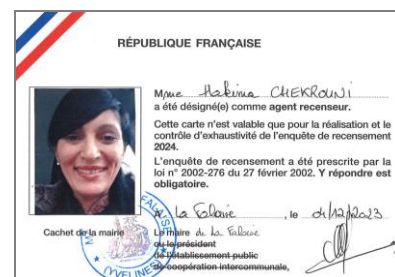 RÉPUBLIQUE FRANÇAISE
Mme Hakima CHEKROUNI
a été désigné(e) comme agent recenseur.
Cette carte n'est valable que pour la réalisation et le
contrôle d'exhaustivité de l'enquête de recensement
2024.
L'enquête de recensement a été prescrite par la
loi n° 2002-276 du 27 février 2002. Y répondre est
obligatoire.
A La Falaise , le 04/12/2023
Cachet de la mairie
Le maire de La Falaise
ou le président
de l'établissement public
de coopération intercommunale,
FALAISE
(YVELINES